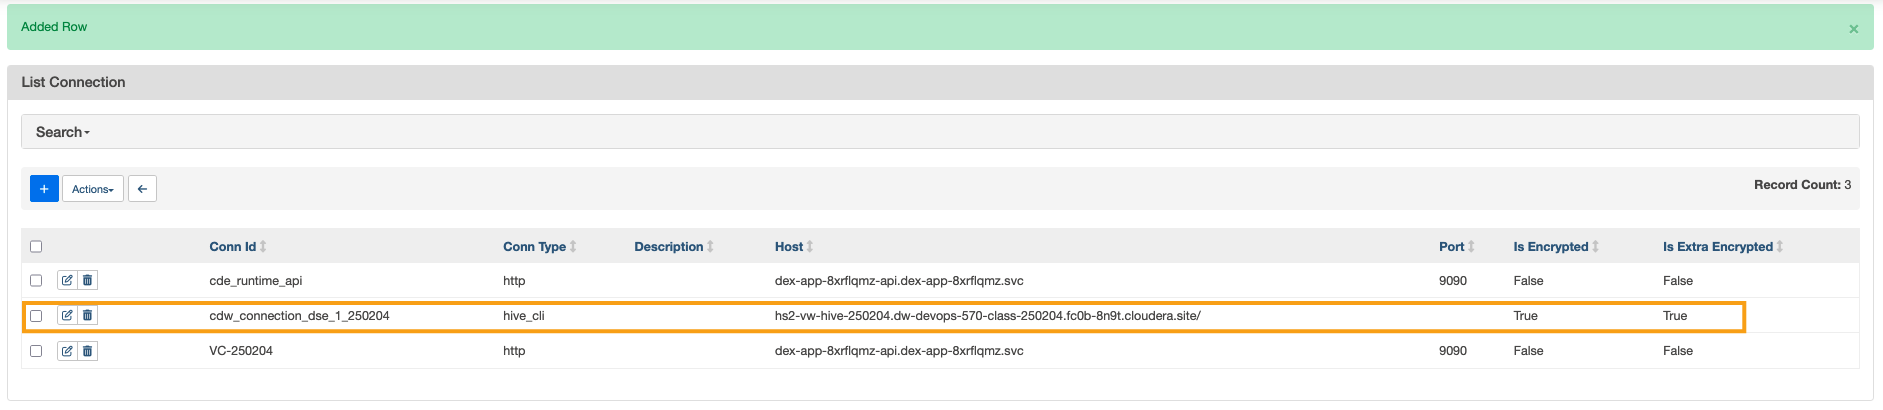 Added Row ×
List Connection
Search
+ Actions Record Count: 3
Conn Id Conn Type Description Host Port Is Encrypted Is Extra Encrypted
cde_runtime_api http dex-app-8xrflqmz-api.dex-app-8xrflqmz.svc 9090 False False
cdw_connection_dse_1_250204 hive_cli hs2-vw-hive-250204.dw-devops-570-class-250204.fc0b-8n9t.cloudera.site/ True True
VC-250204 http dex-app-8xrflqmz-api.dex-app-8xrflqmz.svc 9090 False False